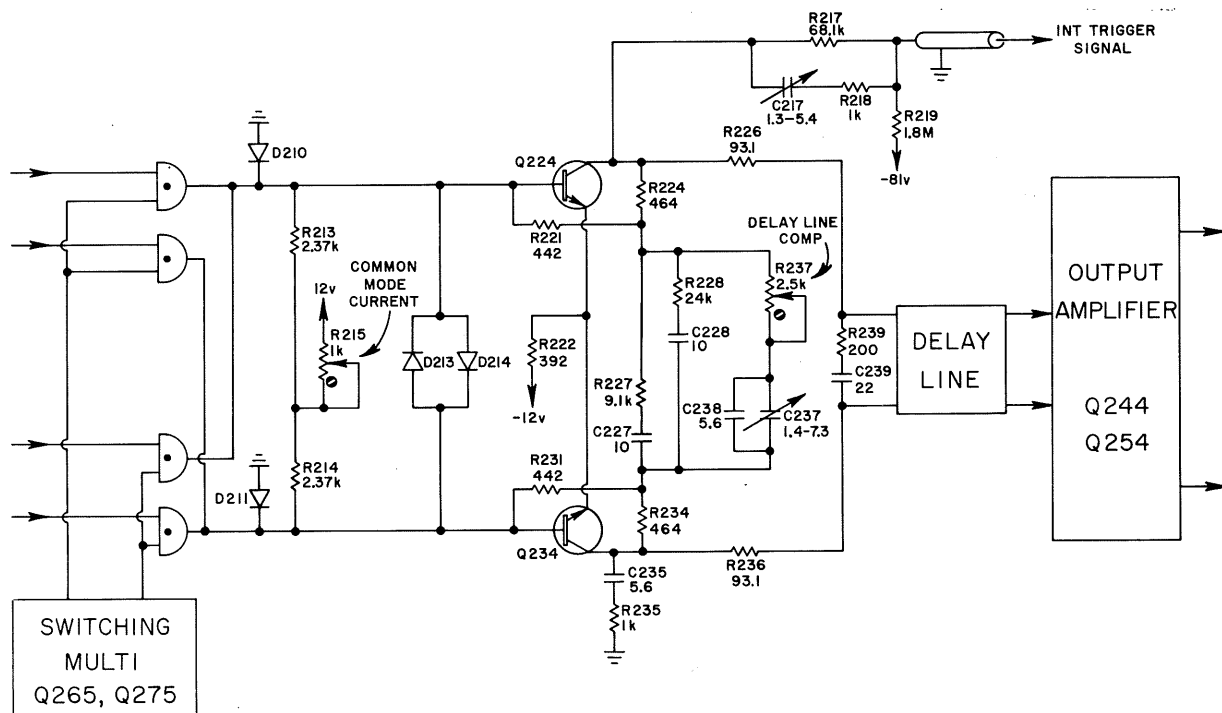 R217
68.1k
INT TRIGGER
SIGNAL
C217
1.3-5.4
R218
1k
R219
1.8M
-81v
D210
Q224
R226
93.1
R224
464
R213
2.37k
R221
442
DELAY LINE
COMP
R237
2.5k
COMMON
MODE
CURRENT
12v
R215
1k
R228
24k
C228
10
D213
D214
R222
392
-12v
R227
9.1k
C227
10
C238
5.6
C237
1.4-7.3
R239
200
C239
22
DELAY
LINE
OUTPUT
AMPLIFIER
Q244
Q254
R214
2.37k
D211
R231
442
R234
464
Q234
R236
93.1
C235
5.6
R235
1k
SWITCHING
MULTI
Q265, Q275